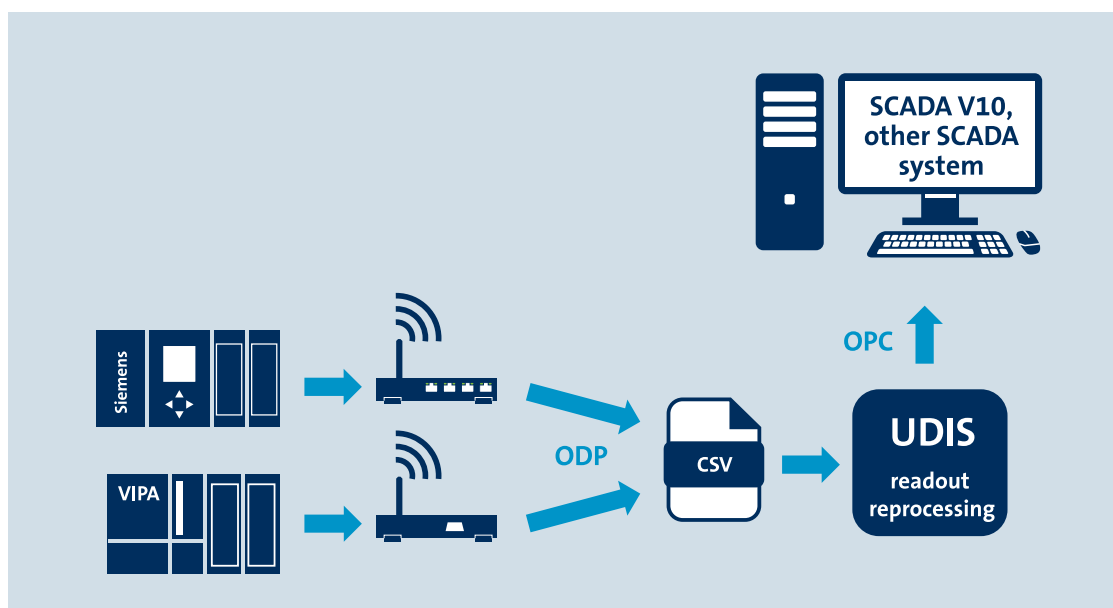 SCADA V10,
other SCADA
system
OPC
Siemens
ODP
CSV
UDIS
readout
reprocessing
VIPA